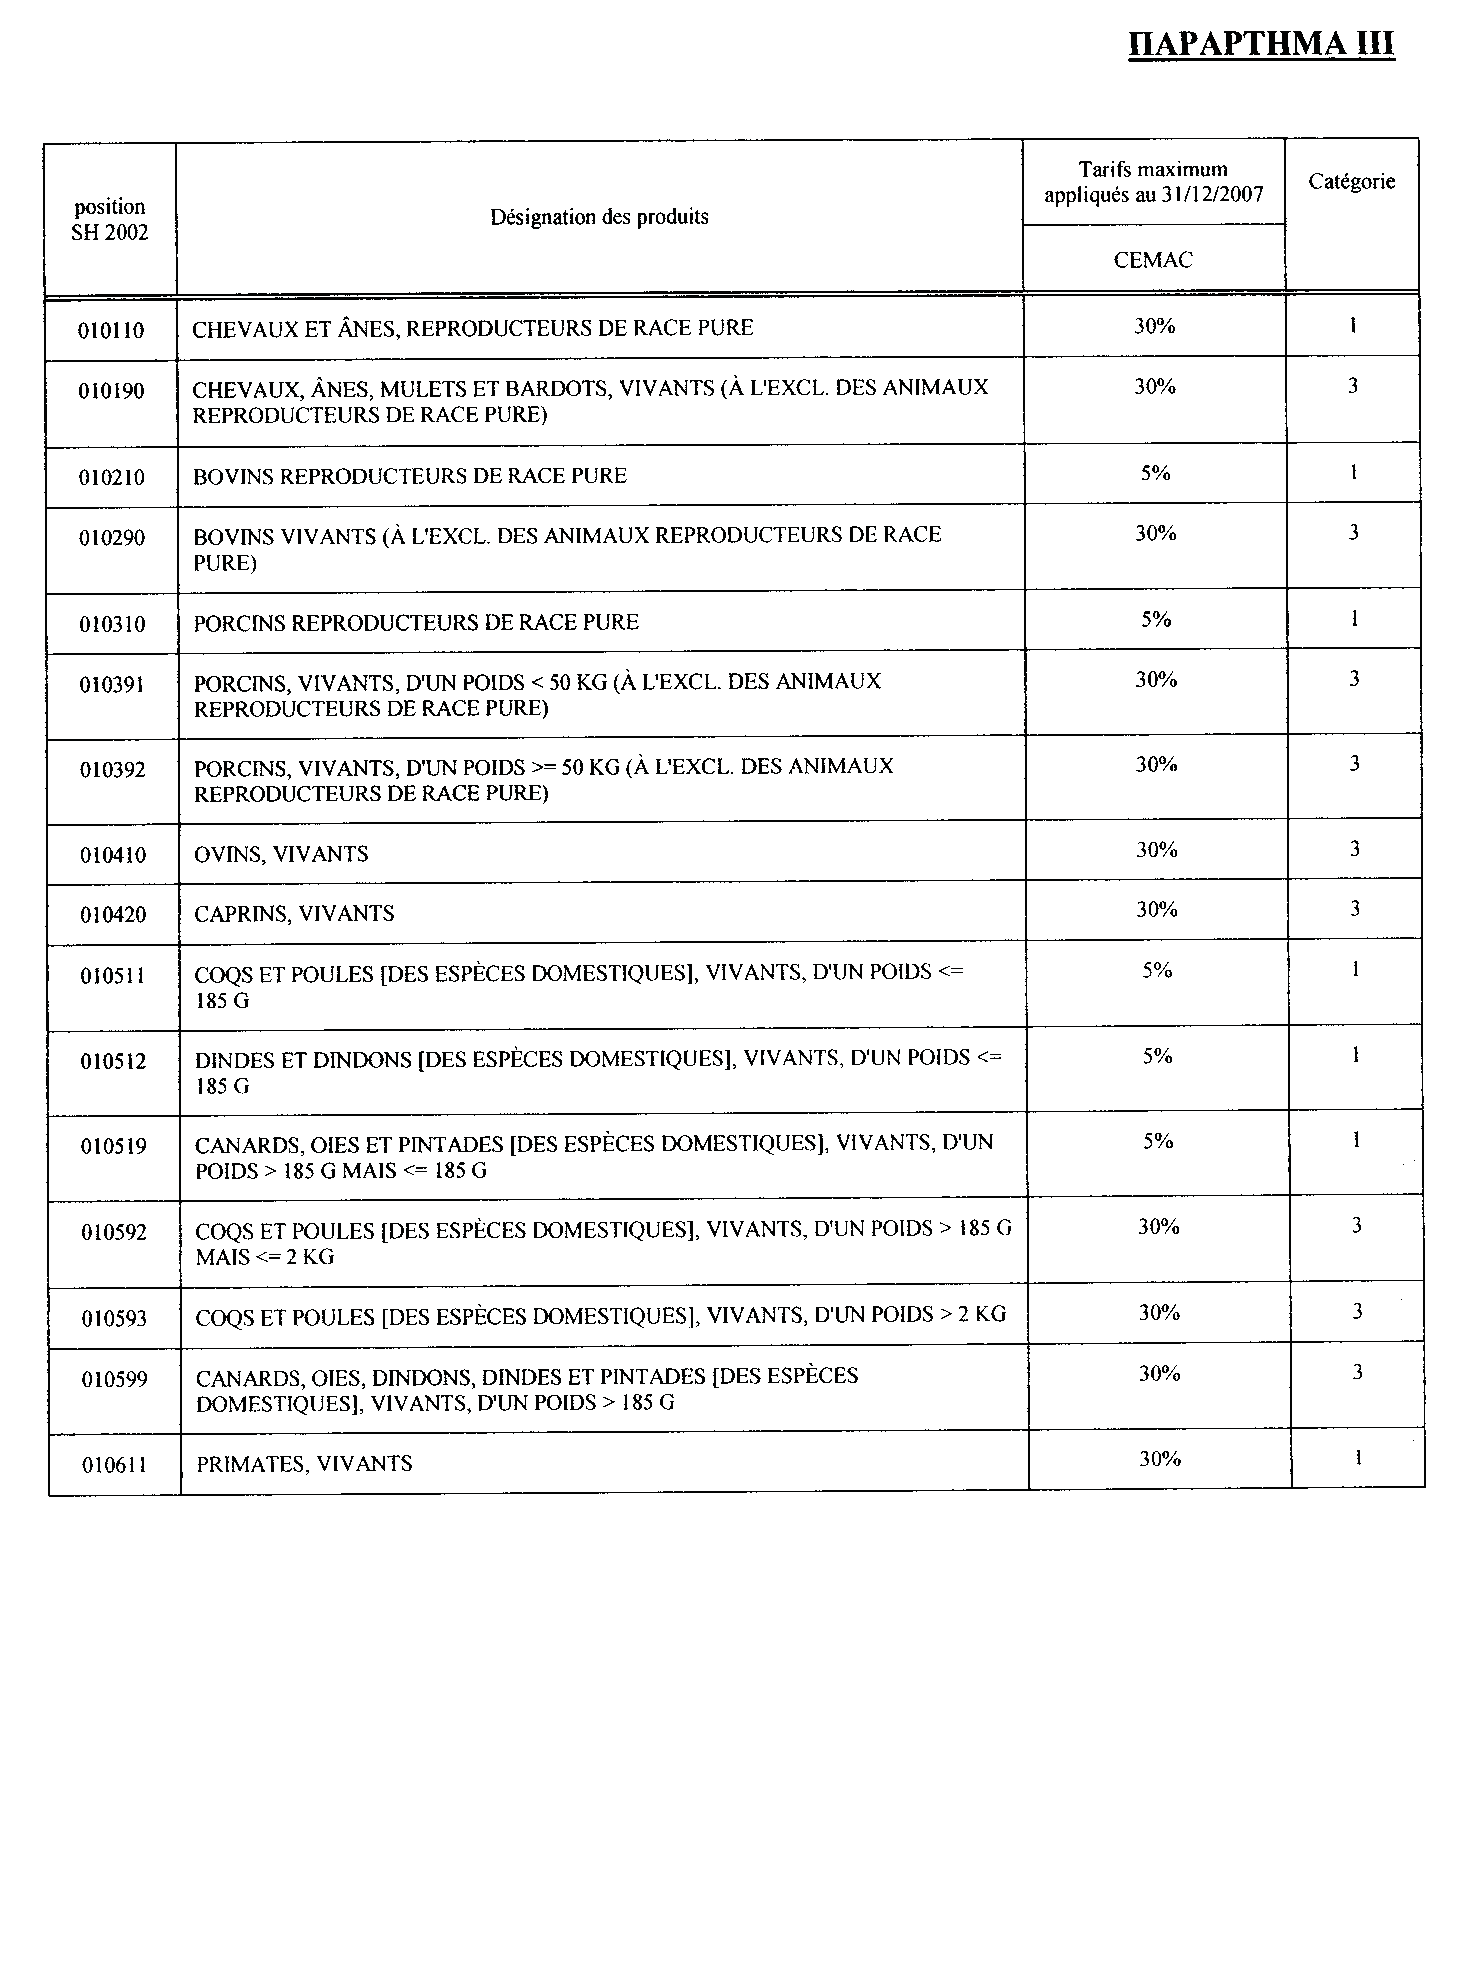 ΠΑΡΑΡΤΗΜΑ ΙΙΙ
position
SH 2002
Désignation des produits
Tarifs maximum
appliqués au 31/12/2007
Catégorie
CEMAC
010110 CHEVAUX ET ÂNES, REPRODUCTEURS DE RACE PURE 30% 1
010190 CHEVAUX, ÂNES, MULETS ET BARDOTS, VIVANTS (À L'EXCL. DES ANIMAUX 30% 3
REPRODUCTEURS DE RACE PURE)
010210 BOVINS REPRODUCTEURS DE RACE PURE 5% 1
010290 BOVINS VIVANTS (À L'EXCL. DES ANIMAUX REPRODUCTEURS DE RACE 30% 3
PURE)
010310 PORCINS REPRODUCTEURS DE RACE PURE 5% 1
010391 PORCINS, VIVANTS, D'UN POIDS < 50 KG (À L'EXCL. DES ANIMAUX 30% 3
REPRODUCTEURS DE RACE PURE)
010392 PORCINS, VIVANTS, D'UN POIDS >= 50 KG (À L'EXCL. DES ANIMAUX 30% 3
REPRODUCTEURS DE RACE PURE)
010410 OVINS, VIVANTS 30% 3
010420 CAPRINS, VIVANTS 30% 3
010511 COQS ET POULES [DES ESPÈCES DOMESTIQUES], VIVANTS, D'UN POIDS <= 5% 1
185 G
010512 DINDES ET DINDONS [DES ESPÈCES DOMESTIQUES], VIVANTS, D'UN POIDS <= 5% 1
185 G
010519 CANARDS, OIES ET PINTADES [DES ESPÈCES DOMESTIQUES], VIVANTS, D'UN 5% 1
POIDS > 185 G MAIS <= 185 G
010592 COQS ET POULES [DES ESPÈCES DOMESTIQUES], VIVANTS, D'UN POIDS > 185 G 30% 3
MAIS <= 2 KG
010593 COQS ET POULES [DES ESPÈCES DOMESTIQUES], VIVANTS, D'UN POIDS > 2 KG 30% 3
010599 CANARDS, OIES, DINDONS, DINDES ET PINTADES [DES ESPÈCES 30% 3
DOMESTIQUES], VIVANTS, D'UN POIDS > 185 G
010611 PRIMATES, VIVANTS 30% 1